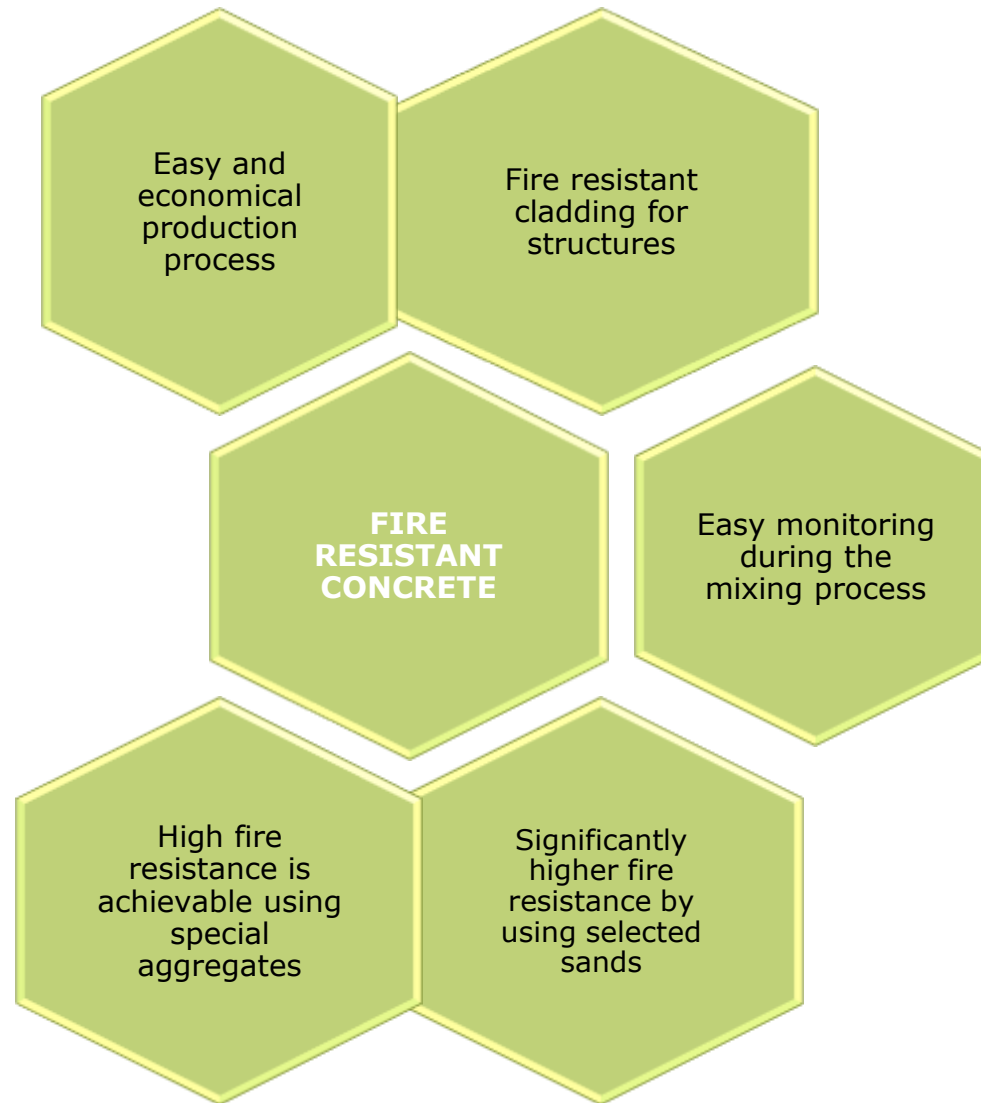 Easy and
economical
production
process
Fire resistant
cladding for
structures
FIRE
RESISTANT
CONCRETE
Easy monitoring
during the
mixing process
High fire
resistance is
achievable using
special
aggregates
Significantly
higher fire
resistance by
using selected
sands